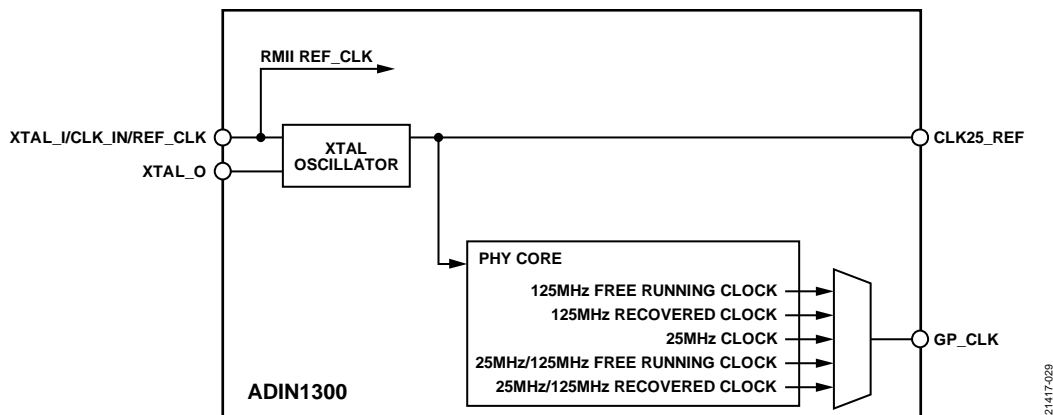 RMII REF_CLK
XTAL_I/CLK_IN/REF_CLK
XTAL
OSCILLATOR
CLK25_REF
XTAL_O
PHY CORE
125MHz FREE RUNNING CLOCK
125MHz RECOVERED CLOCK
25MHz CLOCK
GP_CLK
25MHz/125MHz FREE RUNNING CLOCK
25MHz/125MHz RECOVERED CLOCK
ADIN1300
21417-029